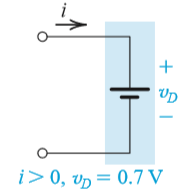 i
+
v_D
−
i > 0, v_D = 0.7 V